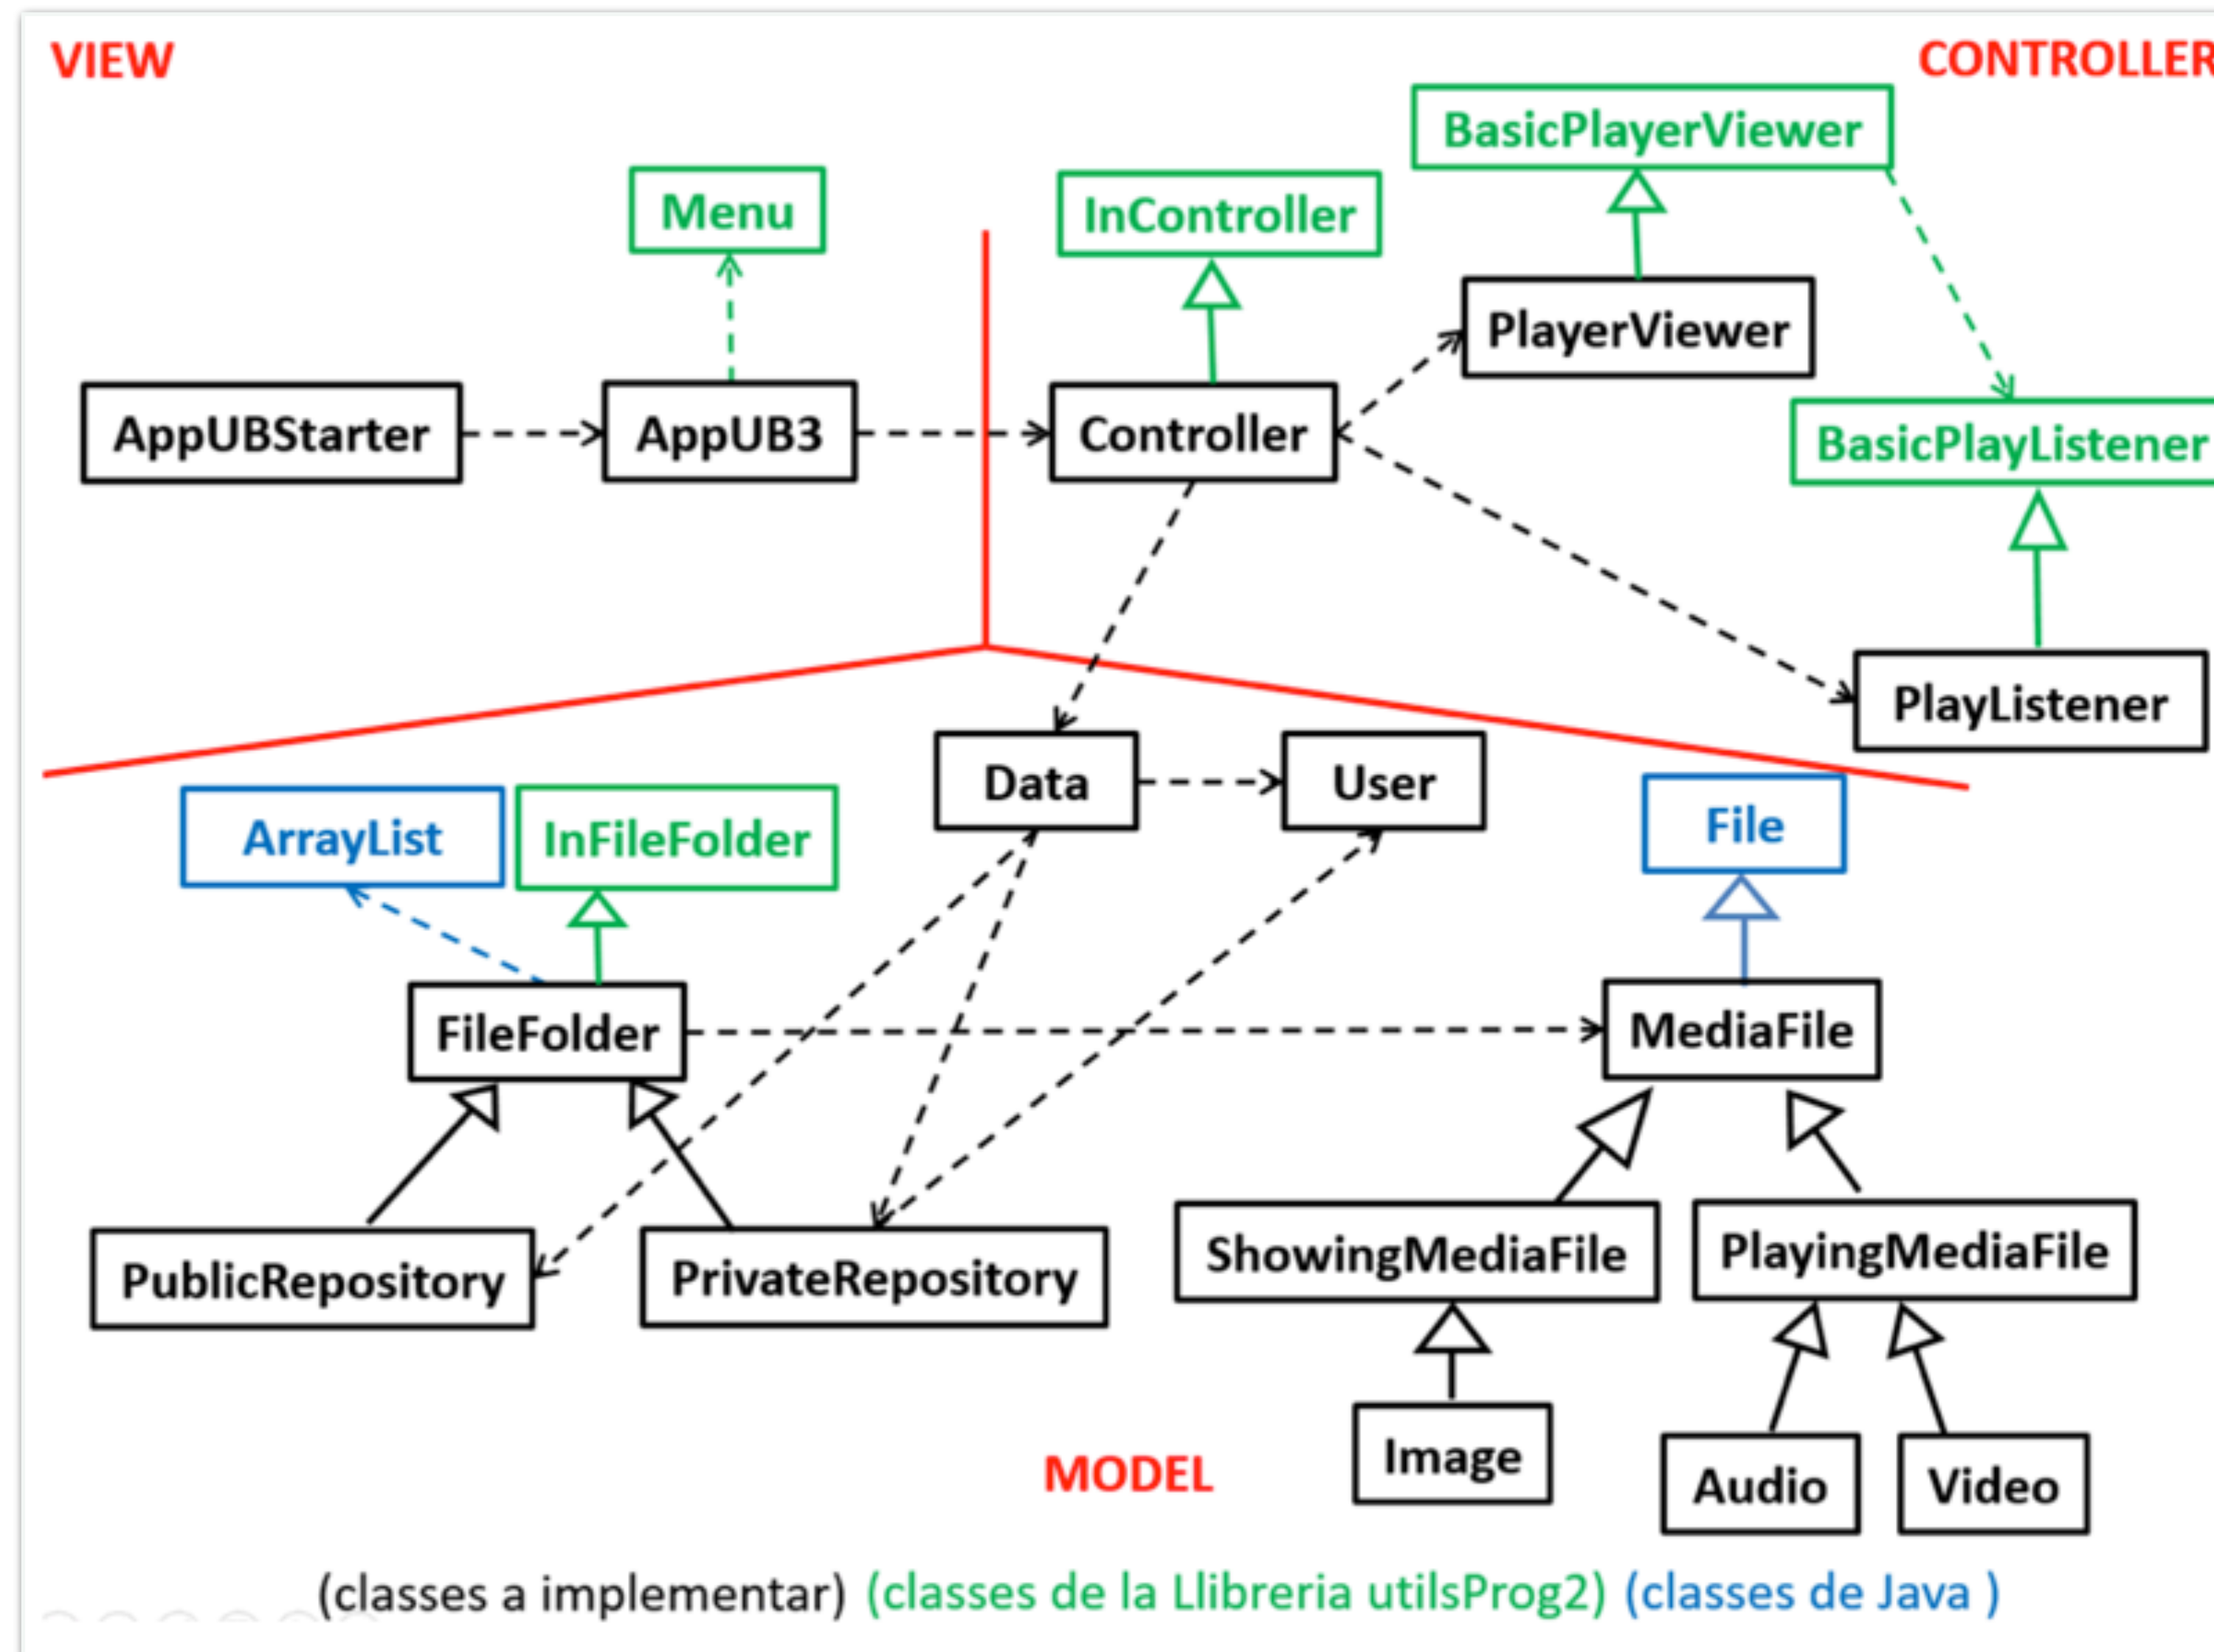 VIEW
CONTROLLER
BasicPlayerViewer
Menu
InController
PlayerViewer
AppUBStarter
AppUB3
Controller
BasicPlayListener
PlayListener
Data
User
File
ArrayList
InFileFolder
FileFolder
MediaFile
PublicRepository
PrivateRepository
ShowingMediaFile
PlayingMediaFile
Image
MODEL
Audio
Video
(classes a implementar) (classes de la Llibreria utilsProg2) (classes de Java )